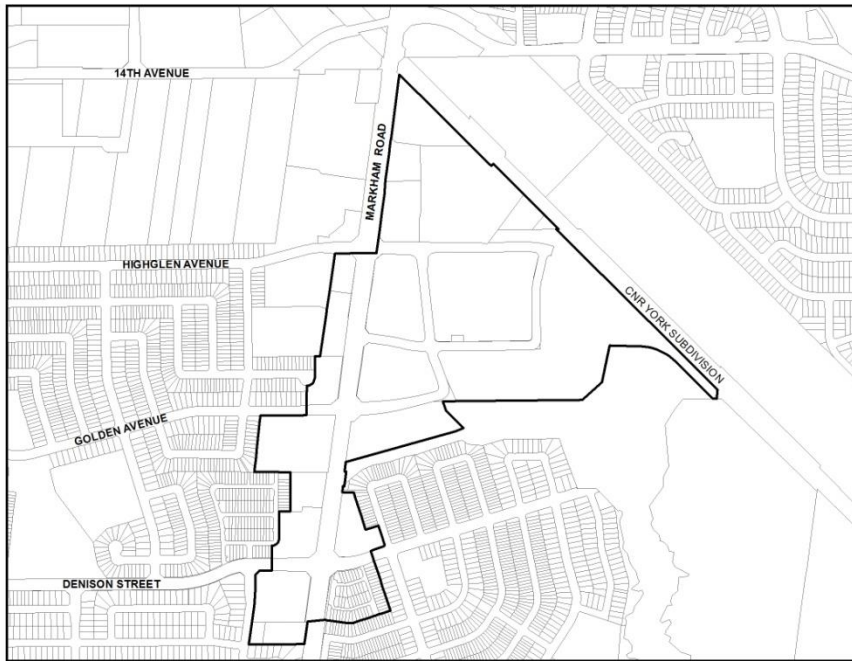 14TH AVENUE
MARKHAM ROAD
HIGHGLEN AVENUE
CNR YORK SUBDIVISION
GOLDEN AVENUE
DENISON STREET